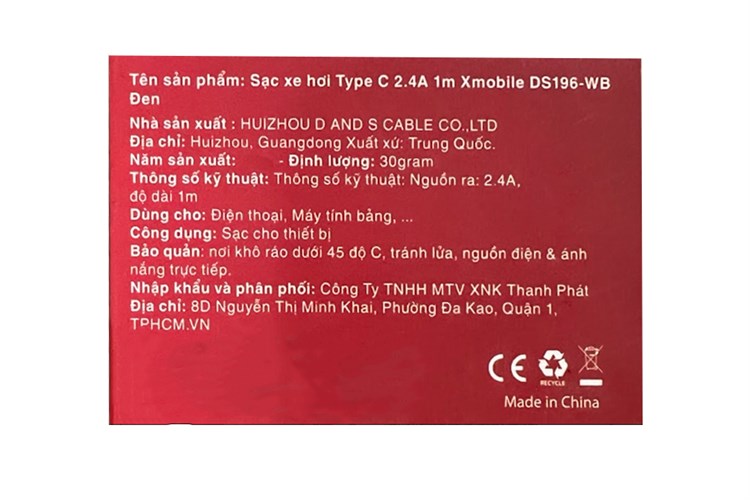 Tên sản phẩm: Sạc xe hơi Type C 2.4A 1m Xmobile DS196-WB
Đen
Nhà sản xuất : HUIZHOU D AND S CABLE CO.,LTD
Địa chỉ: Huizhou, Guangdong Xuất xứ: Trung Quốc.
Năm sản xuất: - Định lượng: 30gram
Thông số kỹ thuật: Thông số kỹ thuật: Nguồn ra: 2.4A,
độ dài 1m
Dùng cho: Điện thoại, Máy tính bảng, ...
Công dụng: Sạc cho thiết bị
Bảo quản: nơi khô ráo dưới 45 độ C, tránh lửa, nguồn điện & ánh
nắng trực tiếp.
Nhập khẩu và phân phối: Công Ty TNHH MTV XNK Thanh Phát
Địa chỉ: 8D Nguyễn Thị Minh Khai, Phường Đa Kao, Quận 1,
TPHCM.VN
CE
RECYCLE
Made in China